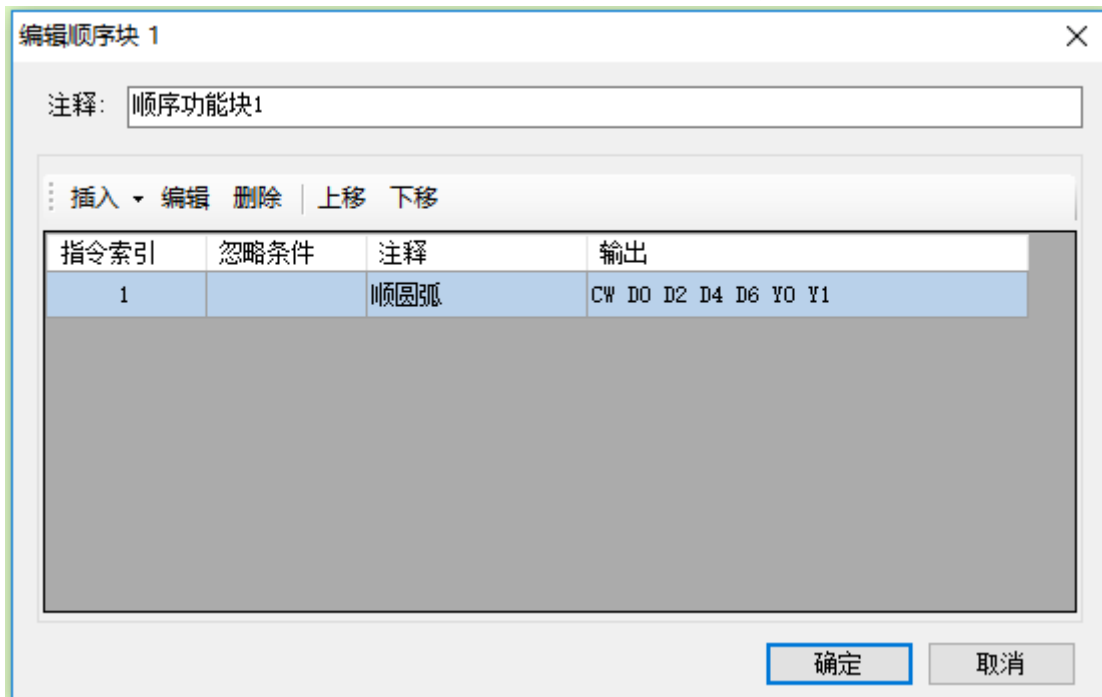 编辑顺序块 1
注释: 顺序功能块1
插入 编辑 删除 上移 下移
指令索引 忽略条件 注释 输出
1 顺圆弧 CW D0 D2 D4 D6 Y0 Y1
确定 取消